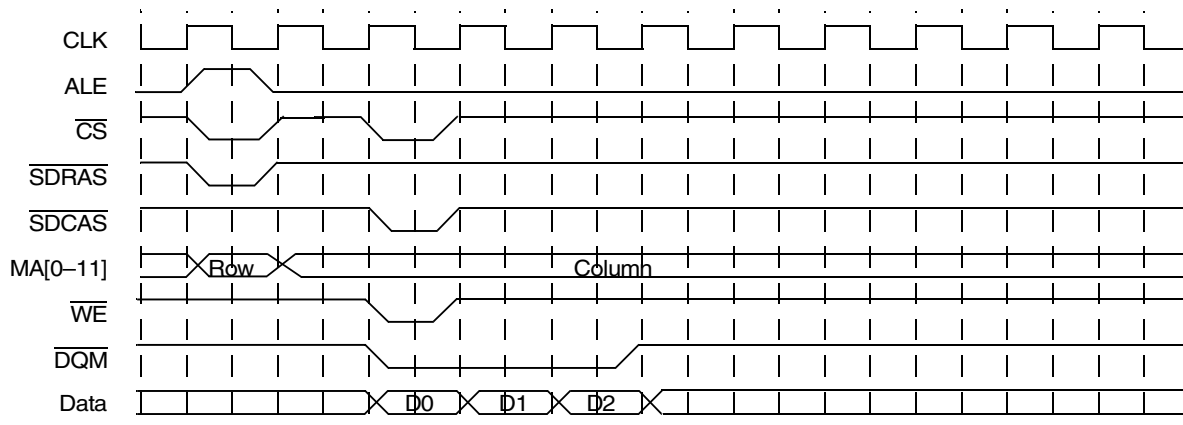 CLK
ALE
CS
SDRAS
SDCAS
MA[0–11] Row Column
WE
DQM
Data D0 D1 D2